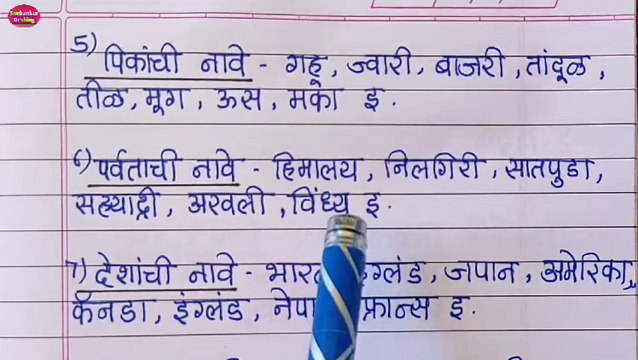 5) पिकांची नावे - गहू, ज्वारी, बाजरी, तांदूळ,
तीळ, मूग, ऊस, मका इ.
6) पर्वताची नावे - हिमालय, निलगिरी, सातपुडा,
सह्याद्री, अरवली, विंध्य इ.
7) देशांची नावे - भारत, जपान, अमेरिका,
कॅनडा, इंग्लंड, फ्रान्स इ.